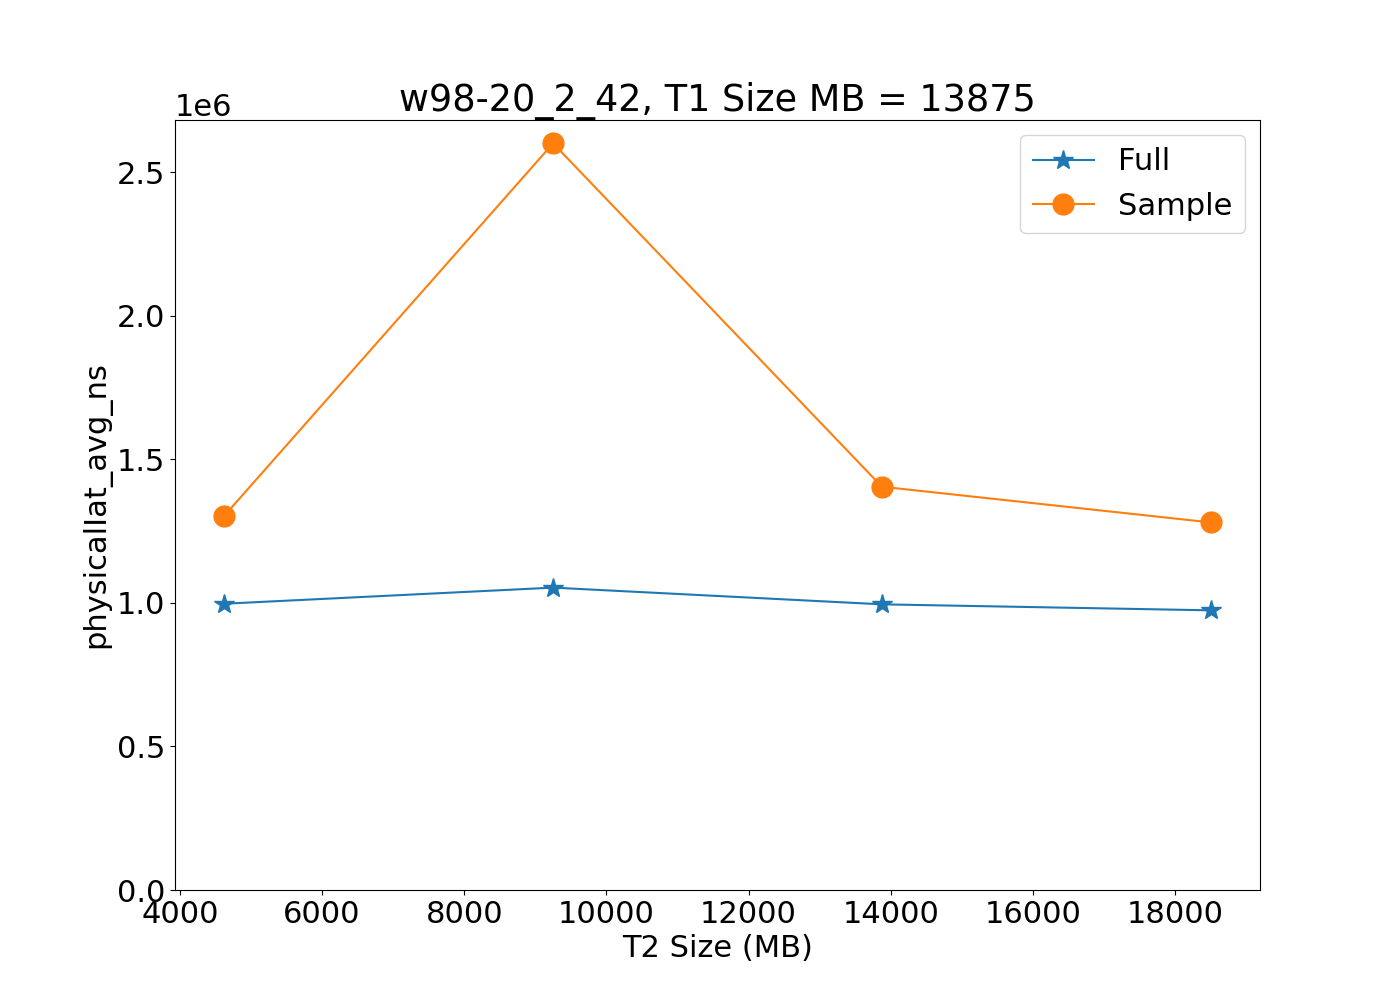 w98-20_2_42, T1 Size MB = 13875
1e6
Full
Sample
2.5
2.0
1.5
1.0
0.5
0.0
physicallat_avg_ns
4000 6000 8000 10000 12000 14000 16000 18000
T2 Size (MB)